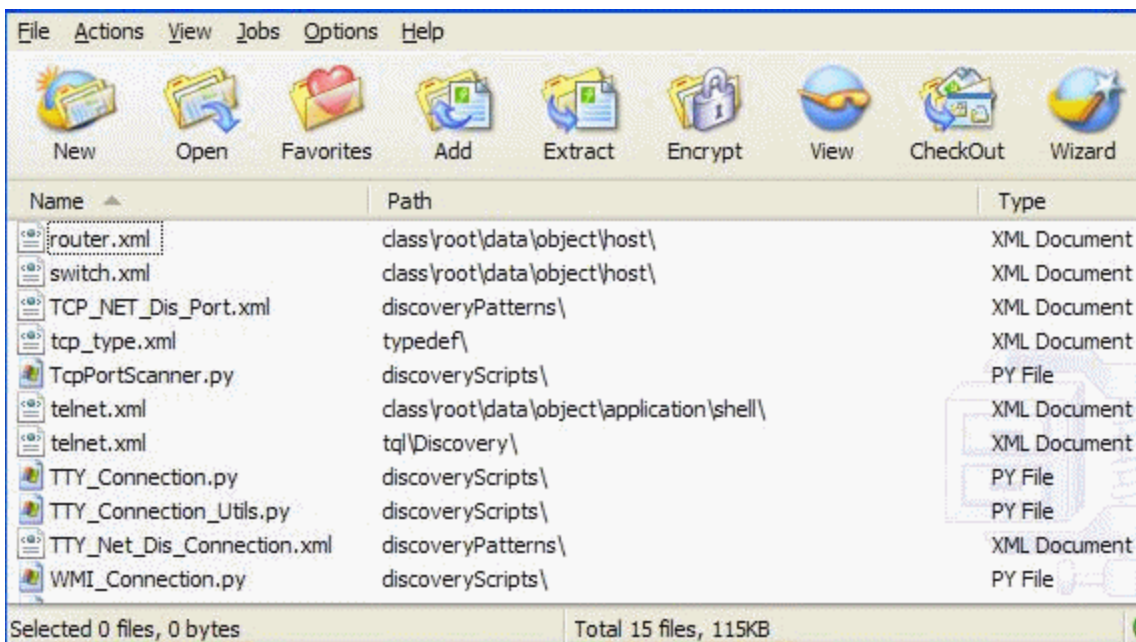 File Actions View Jobs Options Help
New Open Favorites Add Extract Encrypt View CheckOut Wizard
Name Path Type
router.xml class\root\data\object\host\ XML Document
switch.xml class\root\data\object\host\ XML Document
TCP_NET_Dis_Port.xml discoveryPatterns\ XML Document
tcp_type.xml typedef\ XML Document
TcpPortScanner.py discoveryScripts\ PY File
telnet.xml class\root\data\object\application\shell\ XML Document
telnet.xml tql\Discovery\ XML Document
TTY_Connection.py discoveryScripts\ PY File
TTY_Connection_Utils.py discoveryScripts\ PY File
TTY_Net_Dis_Connection.xml discoveryPatterns\ XML Document
WMI_Connection.py discoveryScripts\ PY File
Selected 0 files, 0 bytes Total 15 files, 115KB